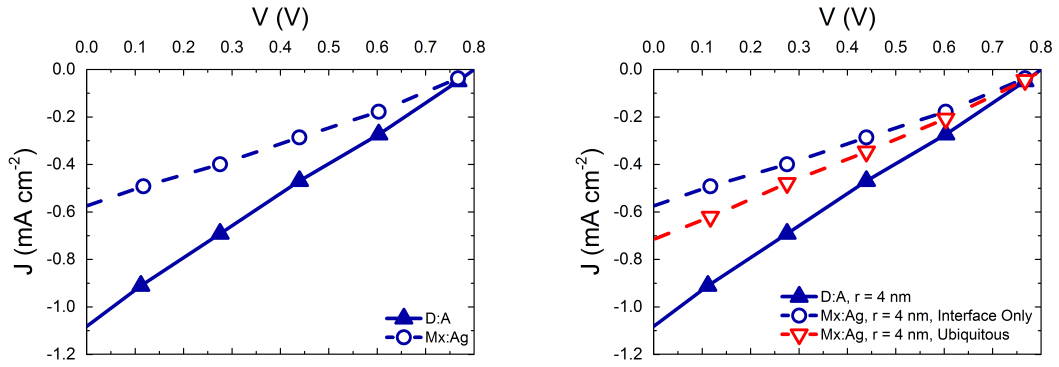 V (V)
0.0 0.1 0.2 0.3 0.4 0.5 0.6 0.7 0.8
0.0
-0.2
-0.4
-0.6
-0.8
-1.0
-1.2
J (mA cm-2)
D:A
Mx:Ag
V (V)
0.0 0.1 0.2 0.3 0.4 0.5 0.6 0.7 0.8
0.0
-0.2
-0.4
-0.6
-0.8
-1.0
-1.2
J (mA cm-2)
D:A, r = 4 nm
Mx:Ag, r = 4 nm, Interface Only
Mx:Ag, r = 4 nm, Ubiquitous